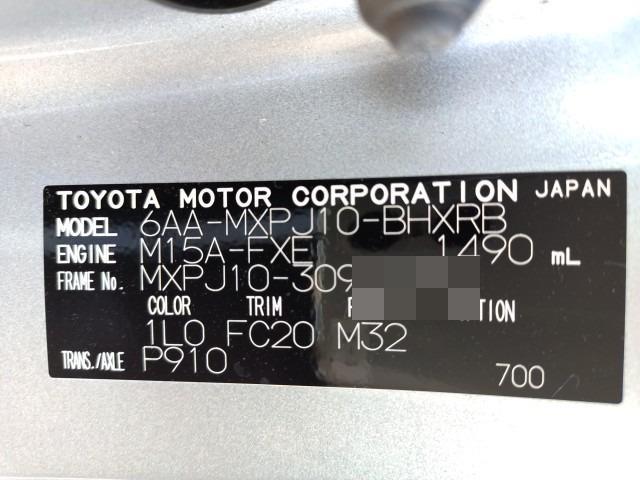 TOYOTA MOTOR CORPORATION JAPAN
MODEL 6AA-MXPJ10-BHXRB
ENGINE M15A-FXE 1490 mL
FRAME No. MXPJ10-309
COLOR TRIM
1L0 FC20 M32
TRANS./AXLE P910
700